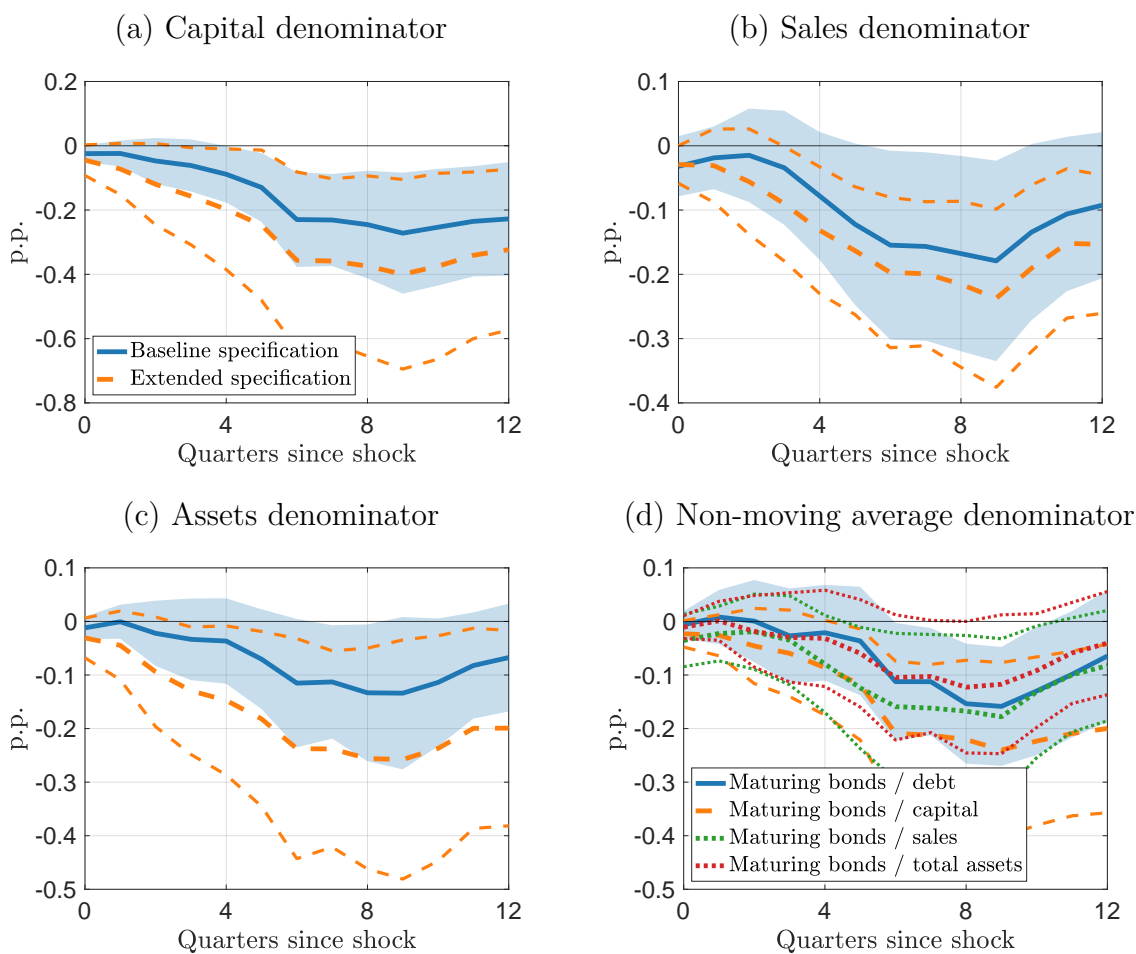 (a) Capital denominator
0.2
0
-0.2
-0.4
-0.6
-0.8
p.p.
Baseline specification
Extended specification
0 4 8 12
Quarters since shock
(b) Sales denominator
0.1
0
-0.1
-0.2
-0.3
-0.4
p.p.
0 4 8 12
Quarters since shock
(c) Assets denominator
0.1
0
-0.1
-0.2
-0.3
-0.4
-0.5
p.p.
0 4 8 12
Quarters since shock
(d) Non-moving average denominator
0.1
0
-0.1
-0.2
-0.3
-0.4
-0.5
p.p.
Maturing bonds / debt
Maturing bonds / capital
Maturing bonds / sales
Maturing bonds / total assets
0 4 8 12
Quarters since shock